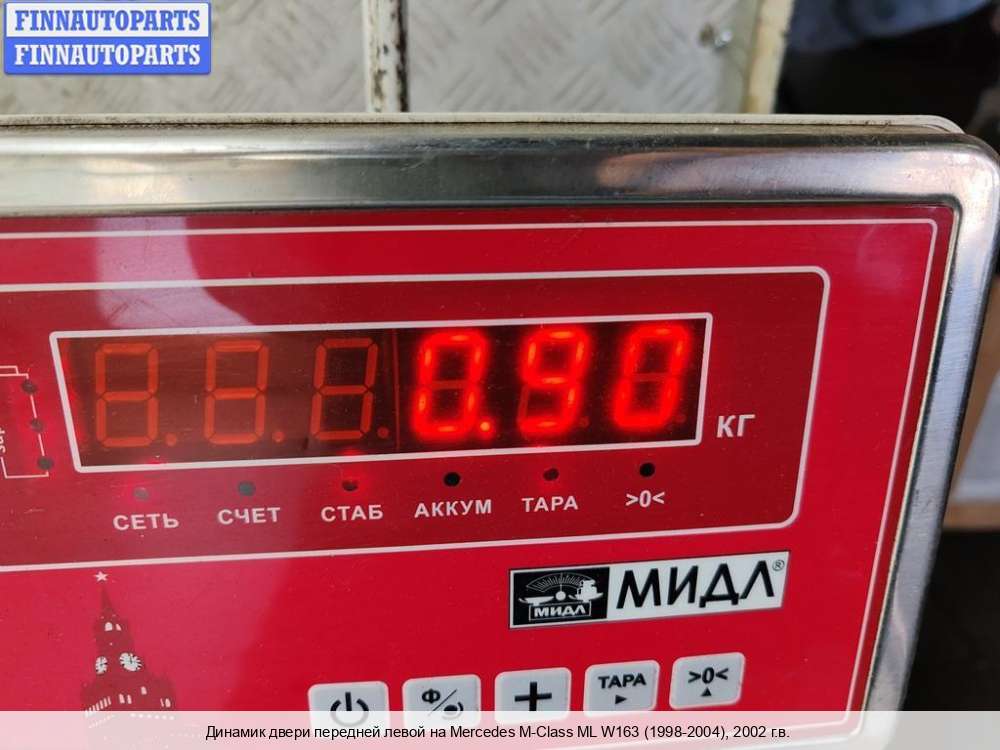 FINNAUTOPARTS
FINNAUTOPARTS
0.90
КГ
СЕТЬ СЧЕТ СТАБ АККУМ ТАРА >0<
МИДЛ МИДЛ®
Ф
ТАРА >0<
Динамик двери передней левой на Mercedes M-Class ML W163 (1998-2004), 2002 г.в.